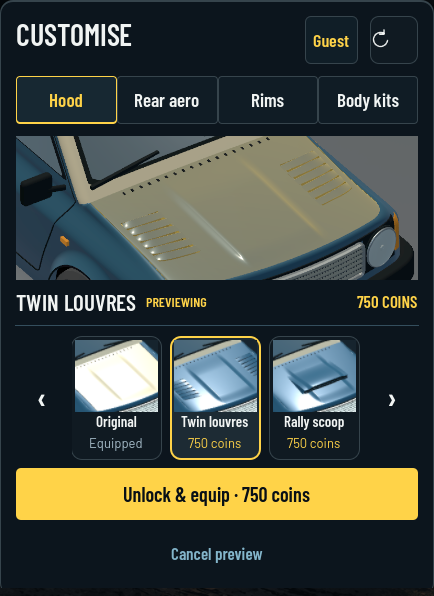 CUSTOMISE
Guest
Hood
Rear aero
Rims
Body kits
TWIN LOUVRES PREVIEWING 750 COINS
Original
Equipped
Twin louvres
750 coins
Rally scoop
750 coins
Unlock & equip · 750 coins
Cancel preview